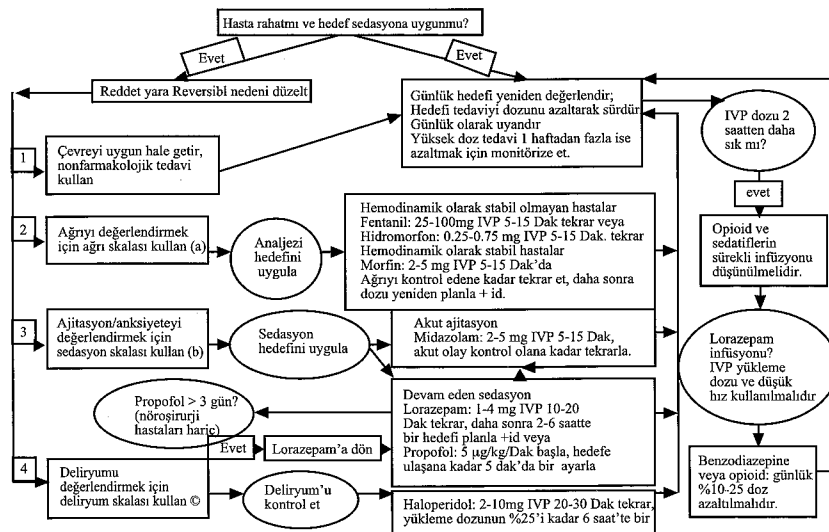 Hasta rahatmı ve hedef sedasyona uygunmu?
Evet
Evet
Reddet yara Reversibl nedeni düzelt
Günlük hedefi yeniden değerlendir;
Hedefi tedaviyi dozunu azaltarak sürdür
Günlük olarak uyandır
Yüksek doz tedavi 1 haftadan fazla ise
azaltmak için monitörize et.
IVP dozu 2
saatten daha
sık mı?
1
Çevreyi uygun hale getir,
nonfarmakolojik tedavi
kullan
evet
2
Ağrıyı değerlendirmek
için ağrı skalası kullan (a)
Analjezi
hedefini
uygula
Hemodinamik olarak stabil olmayan hastalar
Fentanil: 25-100mg IVP 5-15 Dak tekrar veya
Hidromorfon: 0.25-0.75 mg IVP 5-15 Dak. tekrar
Hemodinamik olarak stabil hastalar
Morfin: 2-5 mg IVP 5-15 Dak’da
Ağrıyı kontrol edene kadar tekrar et, daha sonra
dozu yeniden planla + id.
Opioid ve
sedatiflerin
sürekli infüzyonu
düşünülmelidir.
3
Ajitasyon/anksiyeteyi
değerlendirmek için
sedasyon skalası kullan (b)
Sedasyon
hedefini uygula
Akut ajitasyon
Midazolam: 2-5 mg IVP 5-15 Dak,
akut olay kontrol olana kadar tekrarla.
Lorazepam
infüsyonu?
IVP yükleme
dozu ve düşük
hız kullanılmalıdır
Propofol > 3 gün?
(nöroşirurji
hastaları hariç)
Devam eden sedasyon
Lorazepam: 1-4 mg IVP 10-20
Dak tekrar, daha sonra 2-6 saatte
bir hedefi planla +id veya
Propofol: 5 µg/kg/Dak başla, hedefe
ulaşana kadar 5 dak’da bir ayarla
Evet
Lorazepam’a dön
4
Deliryumu
değerlendirmek için
deliryum skalası kullan ©
Deliryum’u
kontrol et
Haloperidol: 2-10mg IVP 20-30 Dak tekrar,
yükleme dozunun %25’i kadar 6 saat’te bir
Benzodiazepine
veya opioid: günlük
%10-25 doz
azaltılmalıdır.